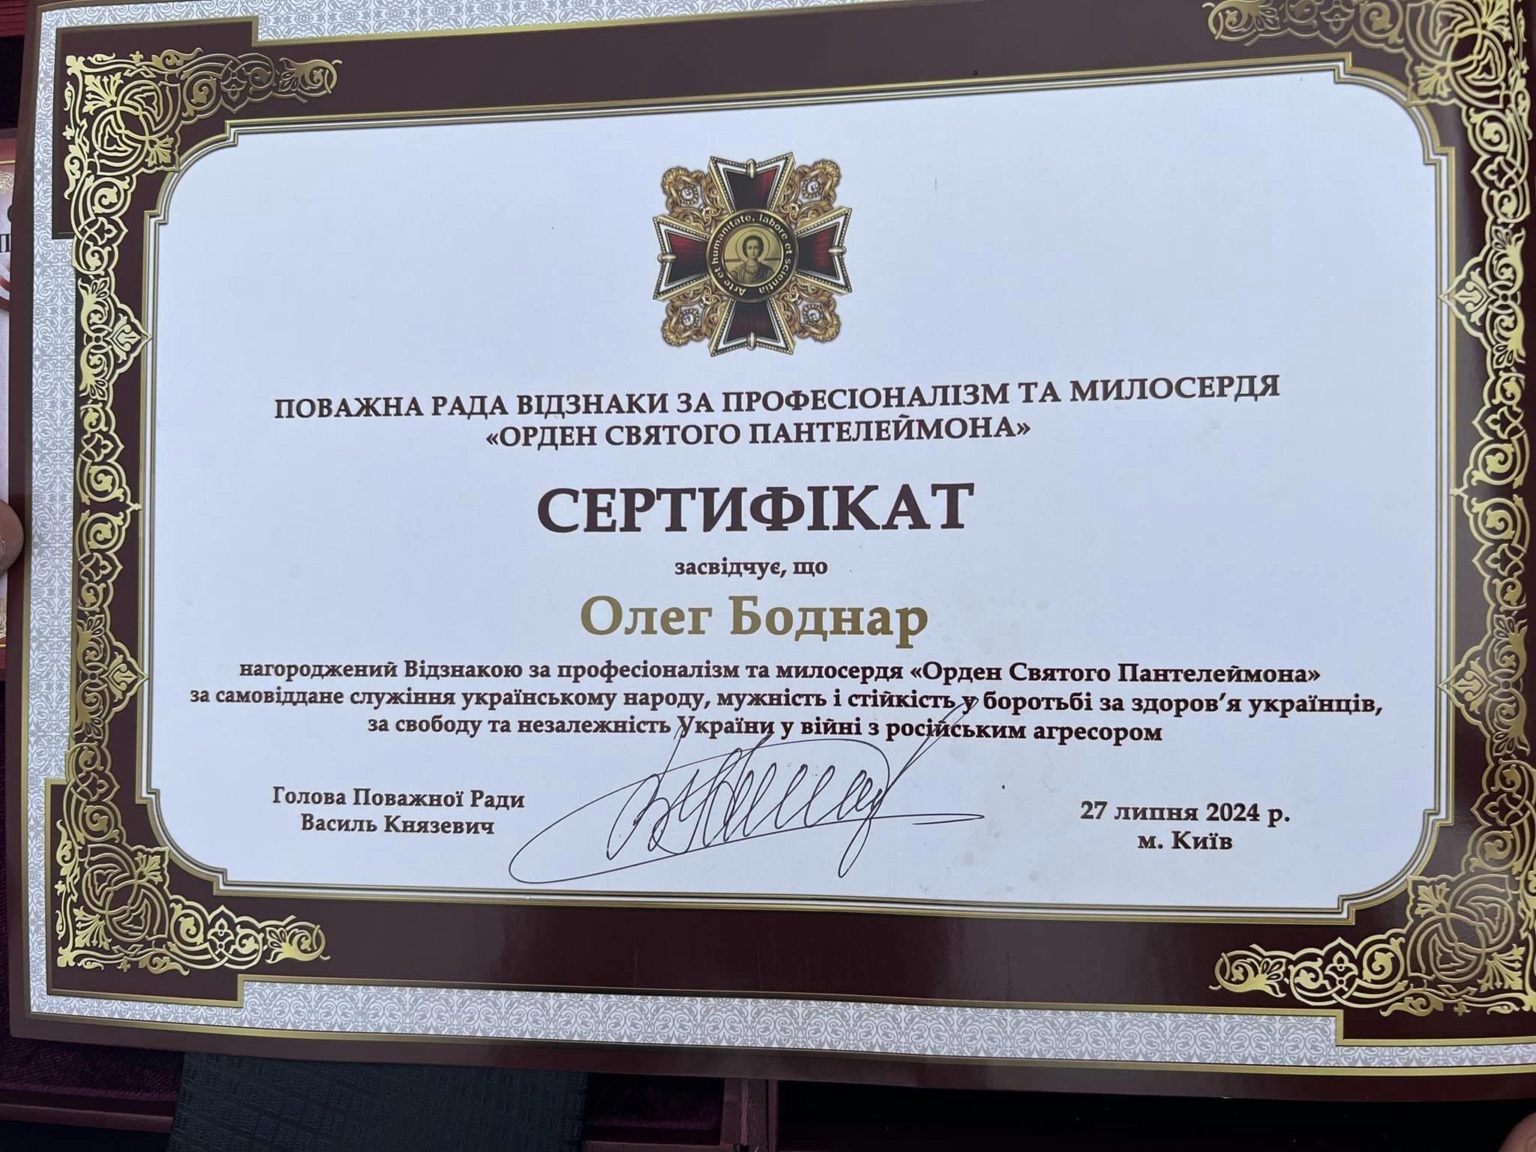 Arte et humanitate, labore et scientia
ПОВАЖНА РАДА ВІДЗНАКИ ЗА ПРОФЕСІОНАЛІЗМ ТА МИЛОСЕРДЯ
«ОРДЕН СВЯТОГО ПАНТЕЛЕЙМОНА»
СЕРТИФІКАТ
засвідчує, що
Олег Боднар
нагороджений Відзнакою за професіоналізм та милосердя «Орден Святого Пантелеймона»
за самовіддане служіння українському народу, мужність і стійкість у боротьбі за здоров’я українців,
за свободу та незалежність України у війні з російським агресором
Голова Поважної Ради
Василь Князевич
27 липня 2024 р.
м. Київ